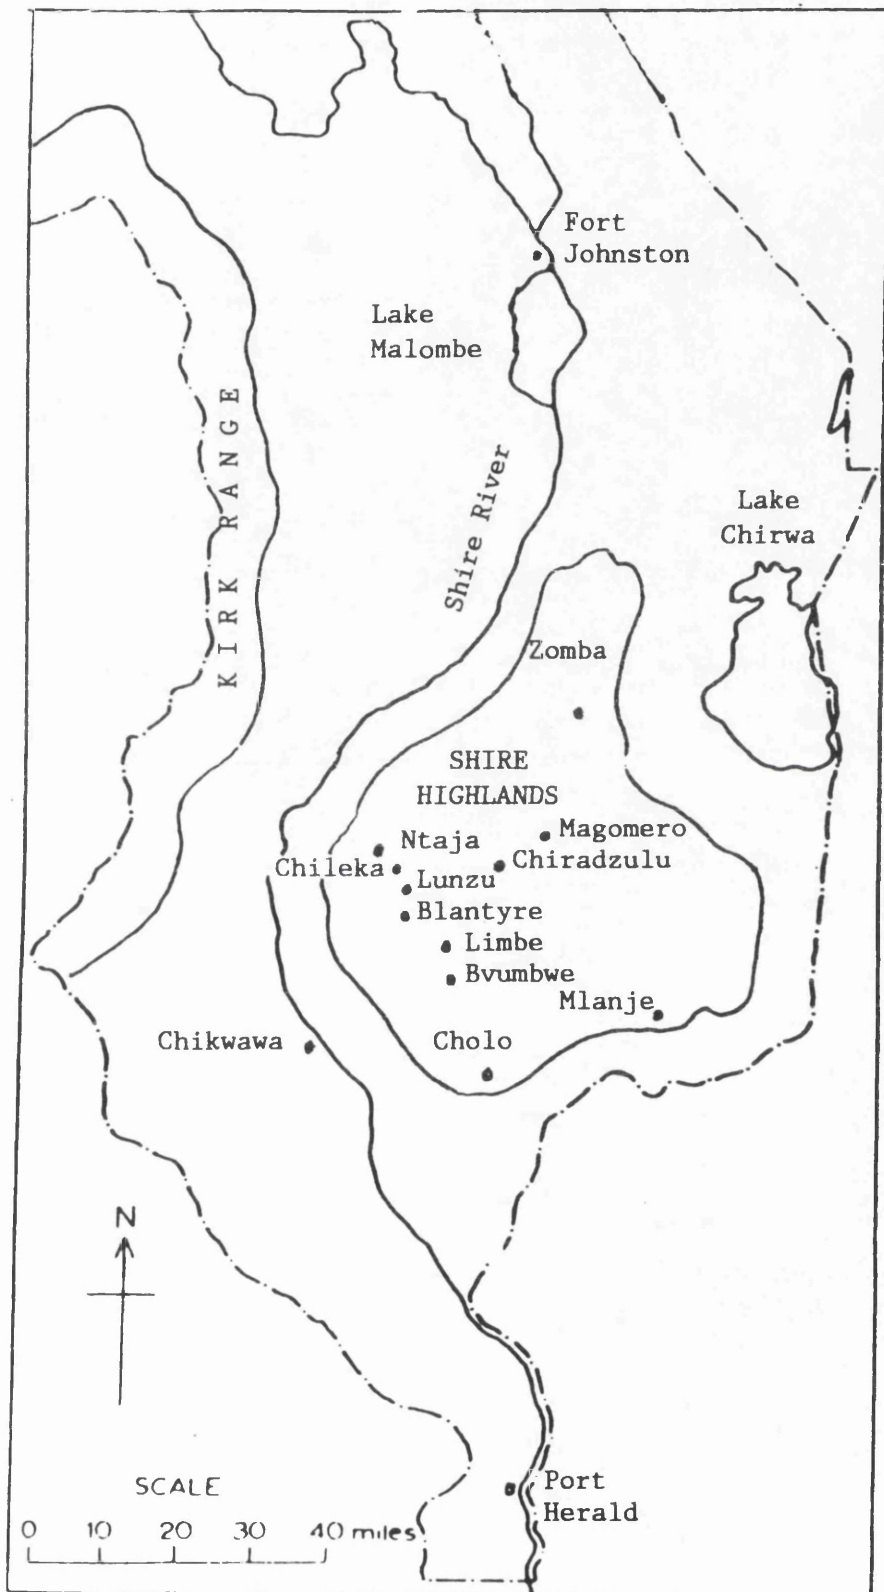 Fort
Johnston
Lake
Malombe
KIRK RANGE
Shire River
Lake
Chirwa
Zomba
SHIRE
HIGHLANDS
Magomero
Ntaja
Chiradzulu
Chileka
Lunzu
Blantyre
Limbe
Bvumbwe
Mlanje
Chikwawa
Cholo
N
SCALE
Port
Herald
0 10 20 30 40 miles